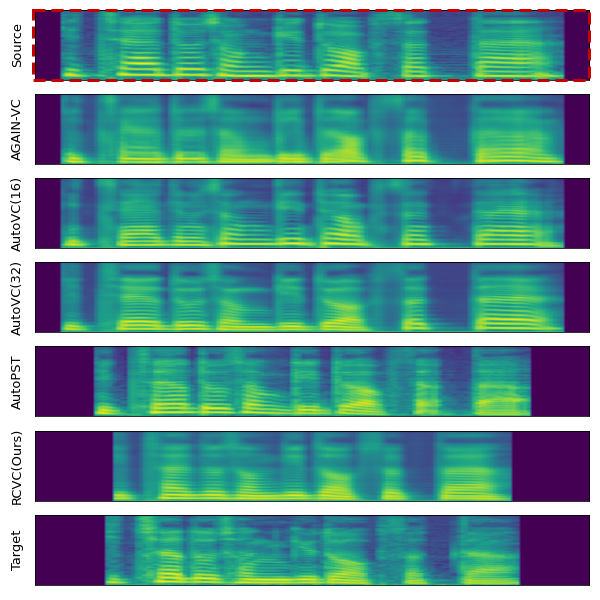 Source
AGAIN-VC
AutoVC(16)
AutoVC(32)
AutoPST
RCVC(Ours)
Target